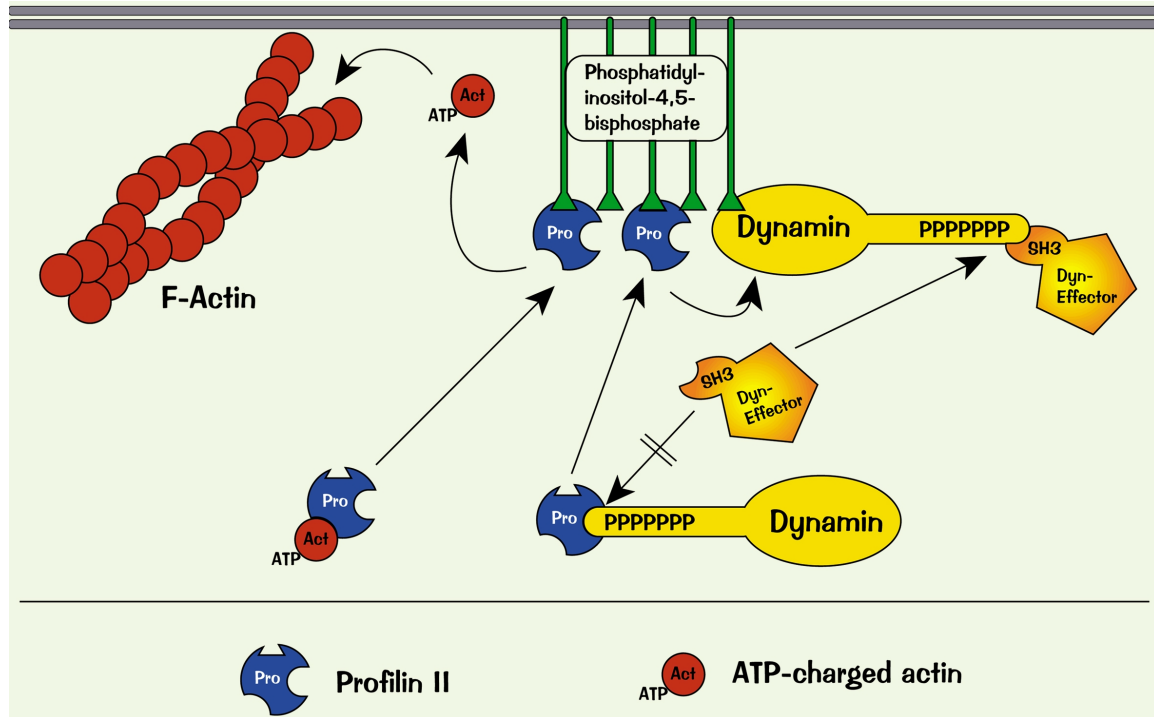 Phosphatidyl-
inositol-4,5-
bisphosphate
Act
ATP
Pro
Pro
Dynamin
PPPPPPP
SH3
Dyn-
Effector
F-Actin
SH3
Dyn-
Effector
Pro
Act
ATP
Pro
PPPPPPP
Dynamin
Pro
Profilin II
Act
ATP
ATP-charged actin